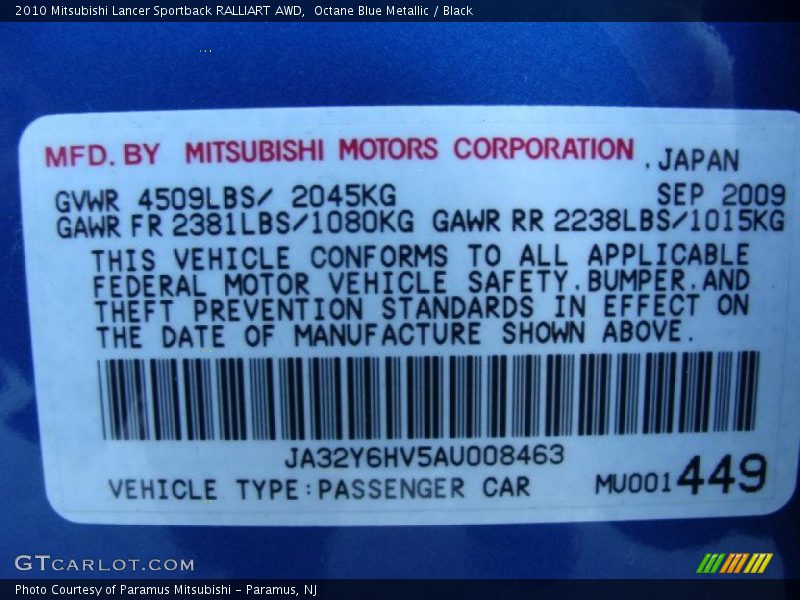 2010 Mitsubishi Lancer Sportback RALLIART AWD,  Octane Blue Metallic / Black
MFD. BY MITSUBISHI MOTORS CORPORATION , JAPAN
GVWR 4509LBS/ 2045KG SEP 2009
GAWR FR 2381LBS/1080KG GAWR RR 2238LBS/1015KG
THIS VEHICLE CONFORMS TO ALL APPLICABLE
FEDERAL MOTOR VEHICLE SAFETY.BUMPER.AND
THEFT PREVENTION STANDARDS IN EFFECT ON
THE DATE OF MANUFACTURE SHOWN ABOVE.
JA32Y6HV5AU008463
VEHICLE TYPE:PASSENGER CAR MU001449
GTCARLOT.COM
Photo Courtesy of Paramus Mitsubishi - Paramus, NJ